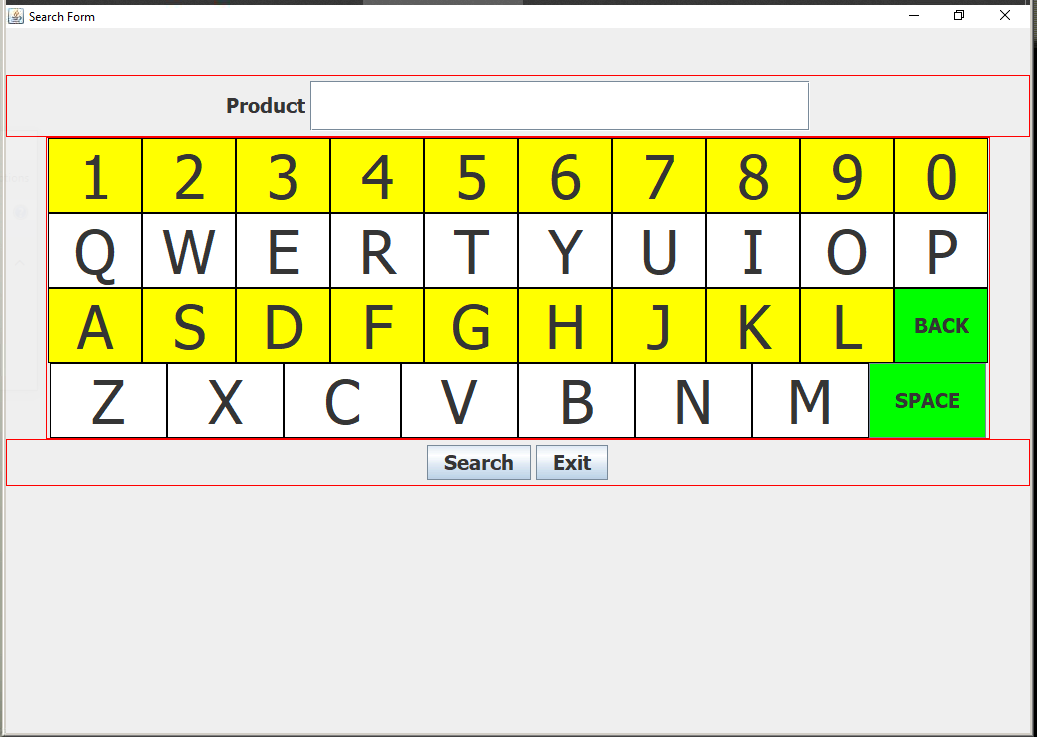 Search Form
Product
1 2 3 4 5 6 7 8 9 0
Q W E R T Y U I O P
A S D F G H J K L BACK
Z X C V B N M SPACE
Search Exit